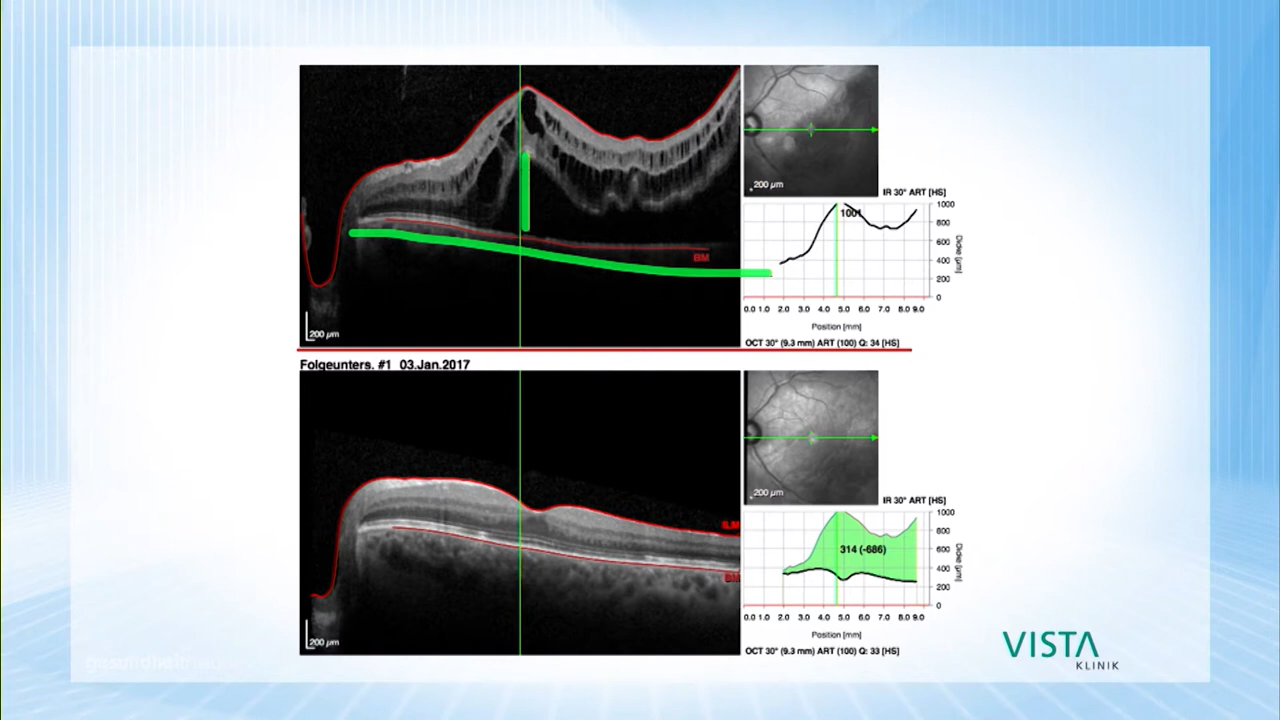 200 µm
BM
200 µm
IR 30° ART [HS]
1001
1000
800
600
400
200
0
Dicke [µm]
0.0 1.0 2.0 3.0 4.0 5.0 6.0 7.0 8.0 9.0
Position [mm]
OCT 30° (9.3 mm) ART (100) Q: 34 [HS]
Folgeunters. #1 03.Jan.2017
200 µm
ILM
BM
200 µm
IR 30° ART [HS]
314 (-686)
1000
800
600
400
200
0
Dicke [µm]
0.0 1.0 2.0 3.0 4.0 5.0 6.0 7.0 8.0 9.0
Position [mm]
OCT 30° (9.3 mm) ART (100) Q: 33 [HS]
VISTA
KLINIK